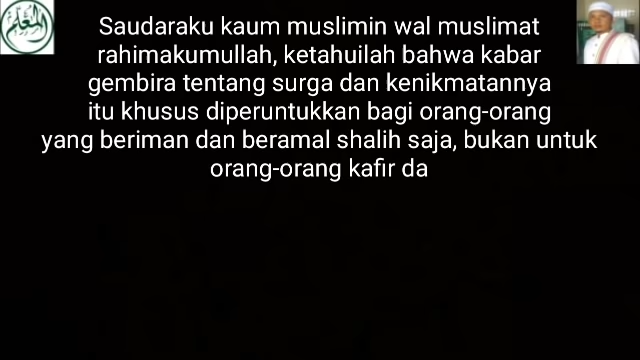 Saudaraku kaum muslimin wal muslimat
rahimakumullah, ketahuilah bahwa kabar
gembira tentang surga dan kenikmatannya
itu khusus diperuntukkan bagi orang-orang
yang beriman dan beramal shalih saja, bukan untuk
orang-orang kafir da